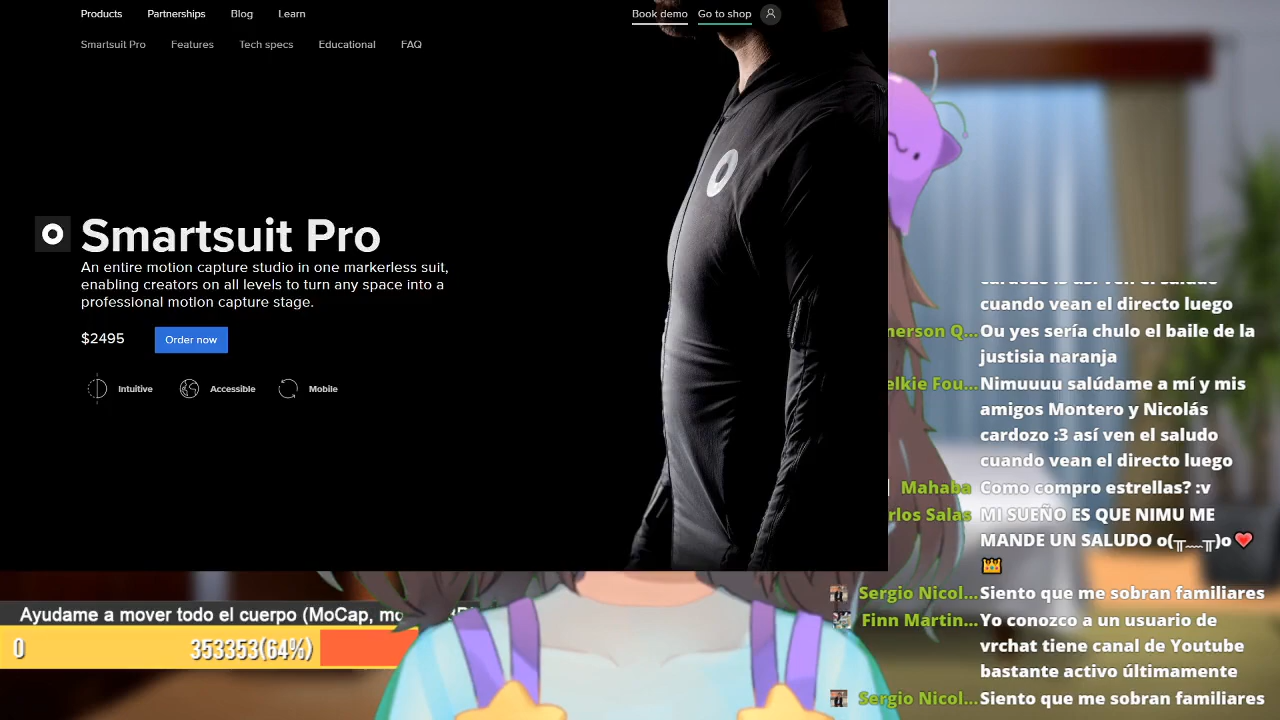 Products Partnerships Blog Learn
Book demo Go to shop
Smartsuit Pro Features Tech specs Educational FAQ
Smartsuit Pro
An entire motion capture studio in one markerless suit,
enabling creators on all levels to turn any space into a
professional motion capture stage.
$2495 Order now
Intuitive Accessible Mobile
así ven el saludo
cuando vean el directo luego
nerson Q... Ou yes sería chulo el baile de la
justisia naranja
elkie Fou... Nimuuuu salúdame a mí y mis
amigos Montero y Nicolás
cardozo :3 así ven el saludo
cuando vean el directo luego
Mahaba Como compro estrellas? :v
rlos Salas MI SUEÑO ES QUE NIMU ME
MANDE UN SALUDO o(╥﹏╥)o ❤️
👑
Sergio Nicol... Siento que me sobran familiares
Finn Martin... Yo conozco a un usuario de
vrchat tiene canal de Youtube
bastante activo últimamente
Sergio Nicol... Siento que me sobran familiares
Ayudame a mover todo el cuerpo (MoCap, mo
0 353353(64%)